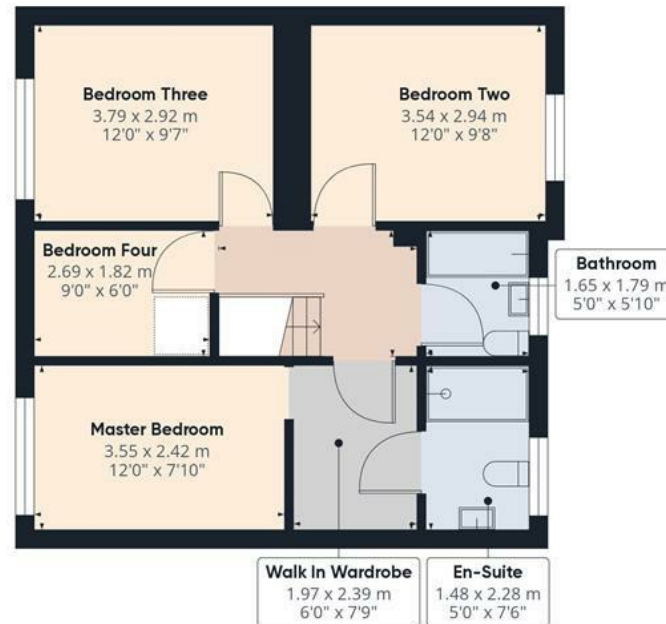 Bedroom Three
3.79 x 2.92 m
12'0" x 9'7"
Bedroom Two
3.54 x 2.94 m
12'0" x 9'8"
Bedroom Four
2.69 x 1.82 m
9'0" x 6'0"
Bathroom
1.65 x 1.79 m
5'0" x 5'10"
Master Bedroom
3.55 x 2.42 m
12'0" x 7'10"
Walk In Wardrobe
1.97 x 2.39 m
6'0" x 7'9"
En-Suite
1.48 x 2.28 m
5'0" x 7'6"